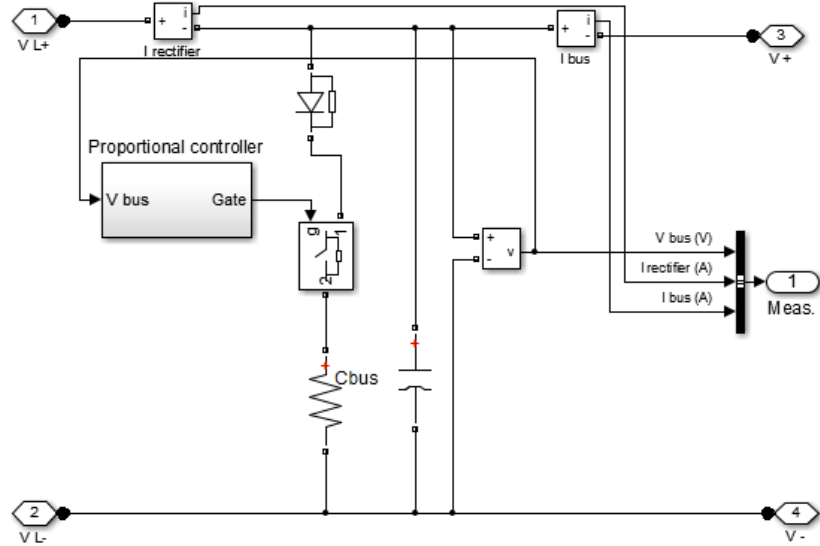 1
V L+
+
-
i
I rectifier
+
-
i
I bus
3
V +
Proportional controller
V bus
Gate
g
1
2
+
-
v
V bus (V)
I rectifier (A)
I bus (A)
1
Meas.
+
+
Cbus
2
V L-
4
V -